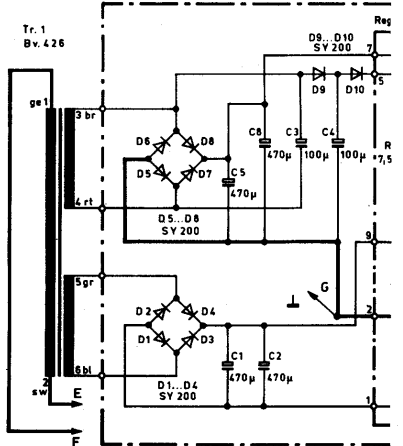 Tr. 1
Bv. 426
D9...D10
SY 200
Reg
7
5
D9
D10
ge 1
3 br
D6
D8
D5
D7
C5
470µ
C8
470µ
C3
100µ
C4
100µ
R
7,5
4 rt
D5...D8
SY 200
9
5 gr
G
D2
D4
D1
D3
2
C1
470µ
C2
470µ
6 bl
2
sw
D1...D4
SY 200
E
1
F